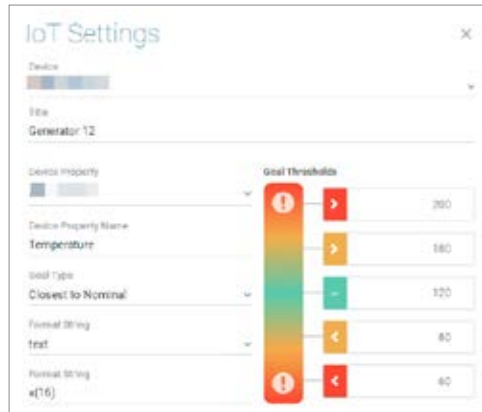 IoT Settings
Device
Title
Generator 12
Device Property
Goal Thresholds
200
Device Property Name
Temperature
160
Goal Type
Closest to Nominal
120
Format String
text
80
Format String
x(16)
60